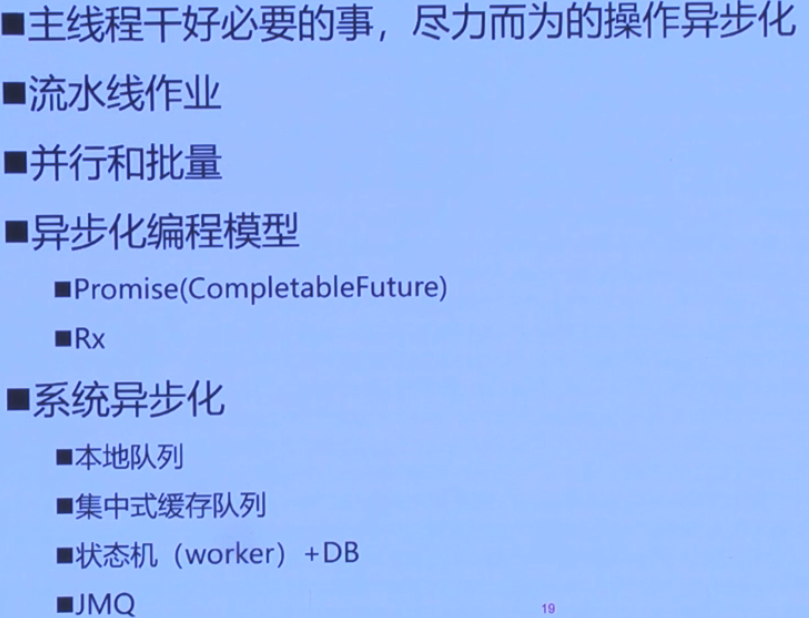 ■主线程干好必要的事，尽力而为的操作异步化
■流水线作业
■并行和批量
■异步化编程模型
■Promise(CompletableFuture)
■Rx
■系统异步化
■本地队列
■集中式缓存队列
■状态机（worker）+DB
■JMQ
19